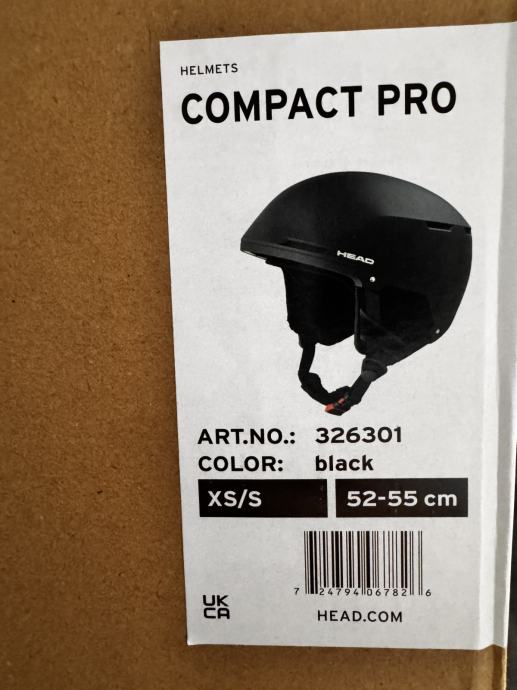 HELMETS
COMPACT PRO
HEAD
ART.NO.: 326301
COLOR: black
XS/S 52-55 cm
7 24794 06782 6
UK
CA
HEAD.COM